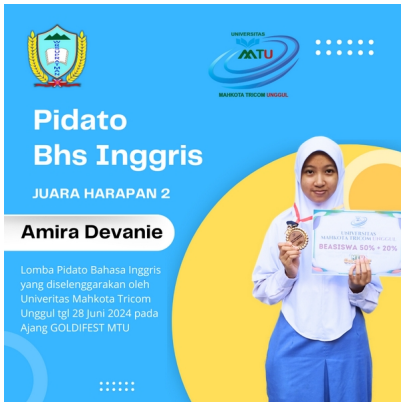 UNIVERSITAS
MTU
MAHKOTA TRICOM UNGGUL
Pidato
Bhs Inggris
JUARA HARAPAN 2
Amira Devanie
Lomba Pidato Bahasa Inggris
yang diselenggarakan oleh
Univeritas Mahkota Tricom
Unggul tgl 28 Juni 2024 pada
Ajang GOLDIFEST MTU
UNIVERSITAS
MAHKOTA TRICOM UNGGUL
BEASISWA 50% + 20%